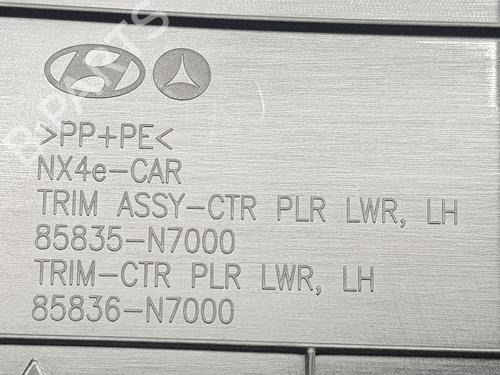 >PP+PE<
NX4e-CAR
TRIM ASSY-CTR PLR LWR, LH
85835-N7000
TRIM-CTR PLR LWR, LH
85836-N7000